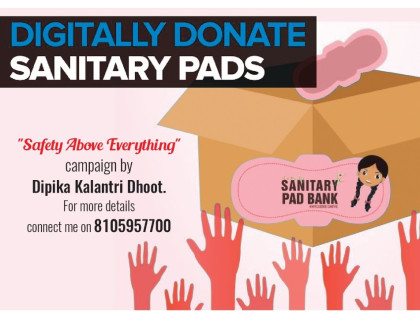 DIGITALLY DONATE
SANITARY PADS
"Safety Above Everything"
campaign by
Dipika Kalantri Dhoot.
For more details
connect me on 8105957700
SANITARY
PAD BANK